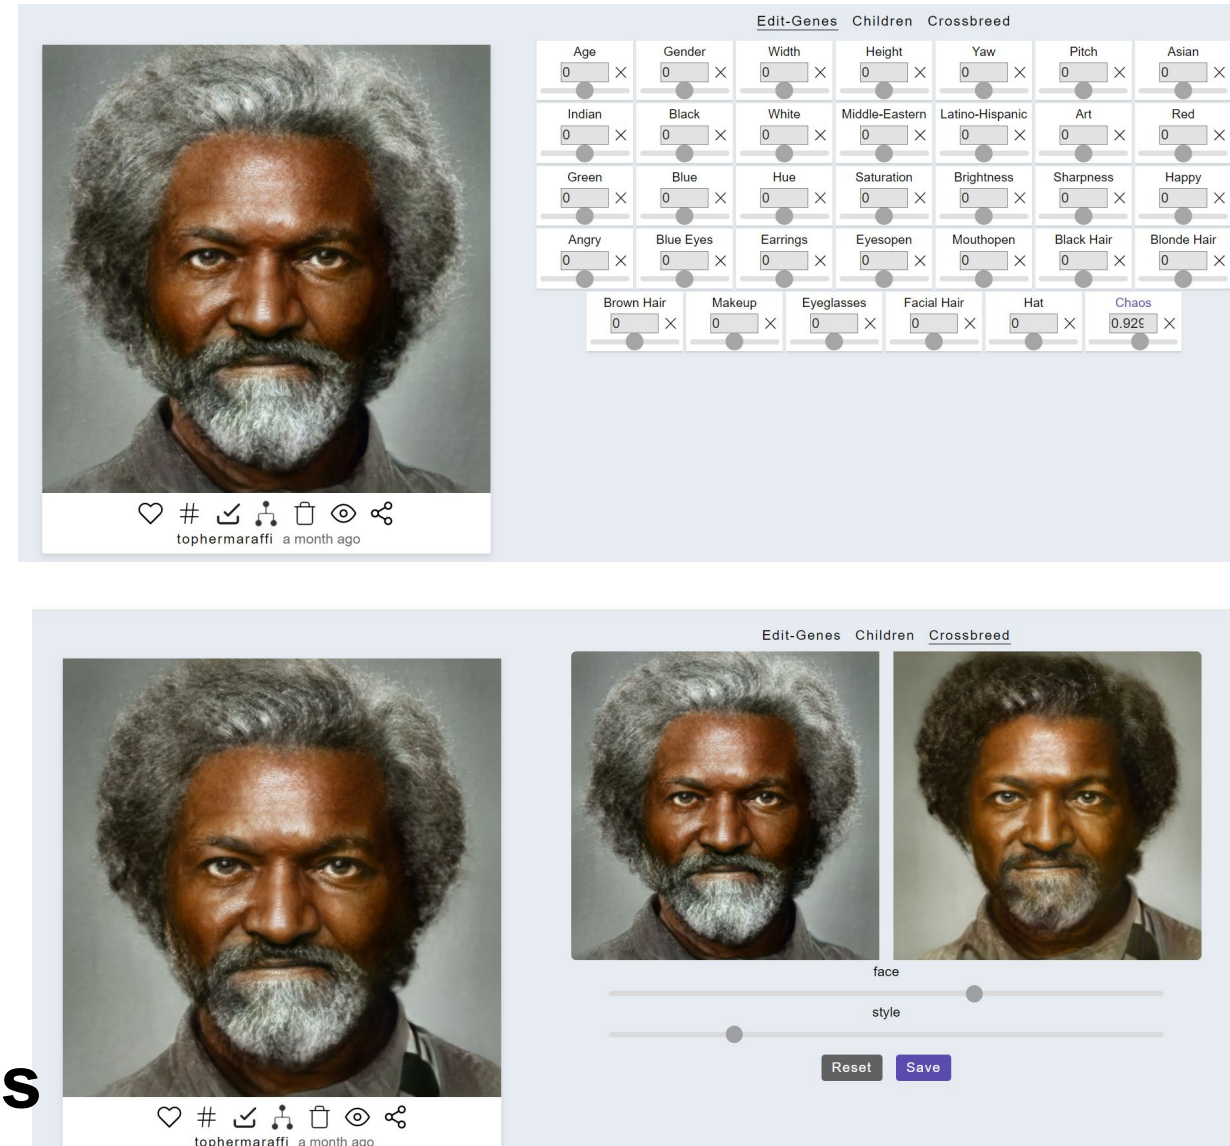 Edit-Genes Children Crossbreed
Age Gender Width Height Yaw Pitch Asian
0 0 0 0 0 0 0
Indian Black White Middle-Eastern Latino-Hispanic Art Red
0 0 0 0 0 0 0
Green Blue Hue Saturation Brightness Sharpness Happy
0 0 0 0 0 0 0
Angry Blue Eyes Earrings Eyesopen Mouthopen Black Hair Blonde Hair
0 0 0 0 0 0 0
Brown Hair Makeup Eyeglasses Facial Hair Hat Chaos
0 0 0 0 0 0.929
tophermaraffi a month ago
Edit-Genes Children Crossbreed
face
style
Reset Save
s
tophermaraffi a month ago